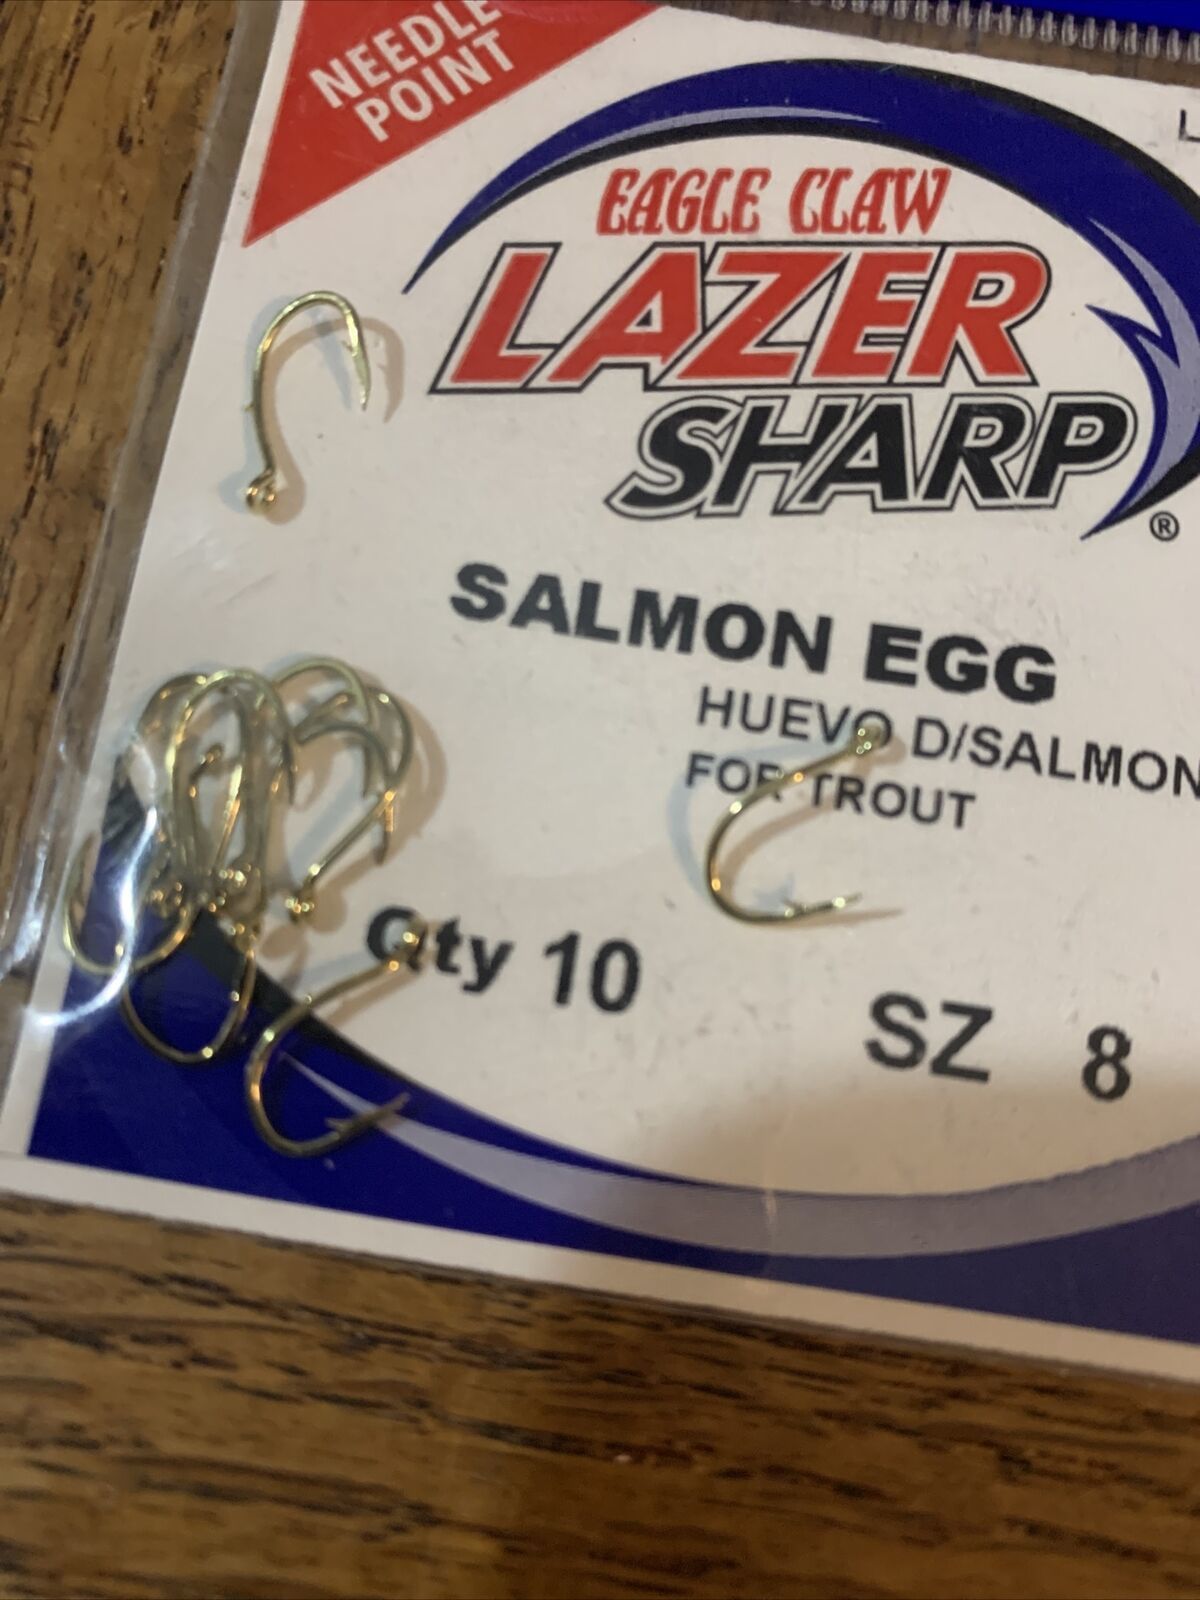 NEEDLE
POINT
L
EAGLE CLAW
LAZER
SHARP®
SALMON EGG
HUEVO D/SALMON
FOR TROUT
Qty 10
SZ 8